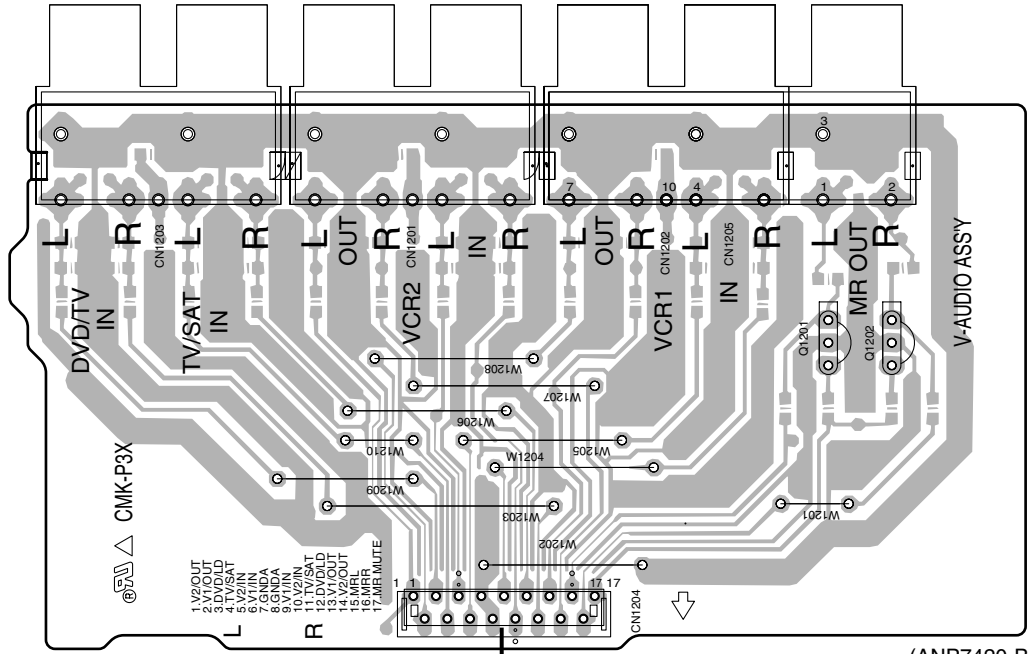 3
7
10
4
1
2
L
R
CN1203
L
R
L
OUT
R
CN1201
L
IN
R
L
OUT
R
CN1202
L
CN1205
IN
R
L
MR OUT
R
DVD/TV
IN
TV/SAT
IN
VCR2
VCR1
Q1201
Q1202
V-AUDIO ASS'Y
W1208
W1207
W1206
W1210
W1205
W1204
W1209
W1203
W1201
W1202
CMK-P3X
1.V2/OUT
2.V1/OUT
3.DVD/LD
4.TV/SAT
5.V2/IN
6.V1/IN
7.GNDA
8.GNDA
9.V1/IN
10.V2/IN
11.TV/SAT
12.DVD/LD
13.V1/OUT
14.V2/OUT
15.MRL
16.MRR
17.MR MUTE
L
R
1
1
17
17
CN1204